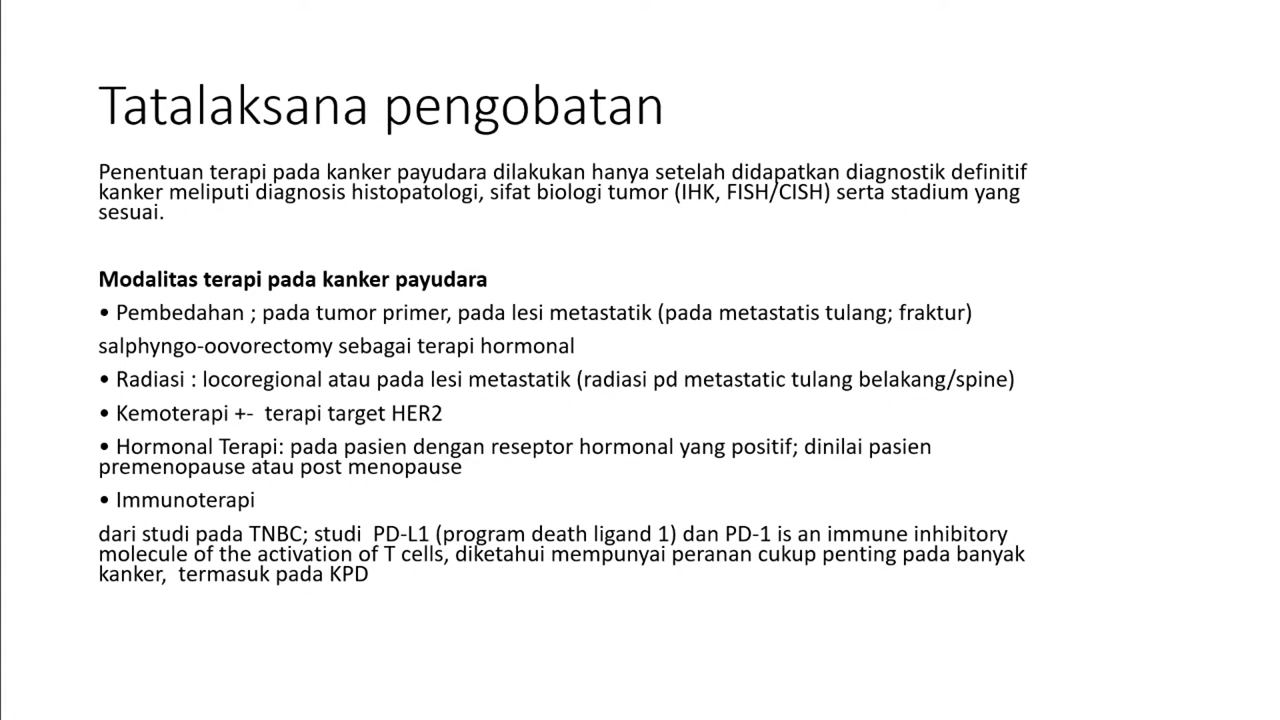 Tatalaksana pengobatan
Penentuan terapi pada kanker payudara dilakukan hanya setelah didapatkan diagnostik definitif
kanker meliputi diagnosis histopatologi, sifat biologi tumor (IHK, FISH/CISH) serta stadium yang
sesuai.
Modalitas terapi pada kanker payudara
• Pembedahan ; pada tumor primer, pada lesi metastatik (pada metastatis tulang; fraktur)
salphyngo-oovorectomy sebagai terapi hormonal
• Radiasi : locoregional atau pada lesi metastatik (radiasi pd metastatic tulang belakang/spine)
• Kemoterapi +-  terapi target HER2
• Hormonal Terapi: pada pasien dengan reseptor hormonal yang positif; dinilai pasien
premenopause atau post menopause
• Immunoterapi
dari studi pada TNBC; studi  PD-L1 (program death ligand 1) dan PD-1 is an immune inhibitory
molecule of the activation of T cells, diketahui mempunyai peranan cukup penting pada banyak
kanker,  termasuk pada KPD